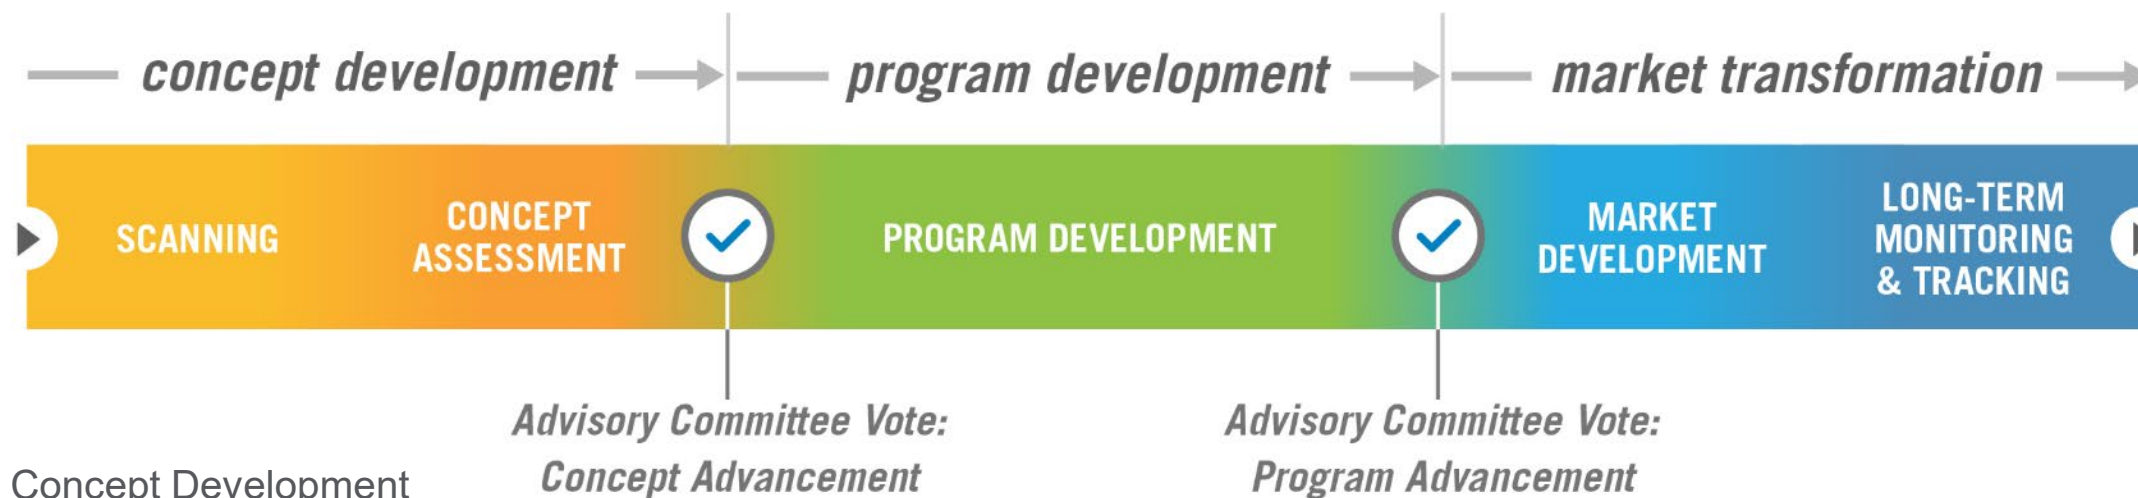 concept development
program development
market transformation
SCANNING
CONCEPT
ASSESSMENT
PROGRAM DEVELOPMENT
MARKET
DEVELOPMENT
LONG-TERM
MONITORING
& TRACKING
Advisory Committee Vote:
Concept Advancement
Advisory Committee Vote:
Program Advancement
Concept Development